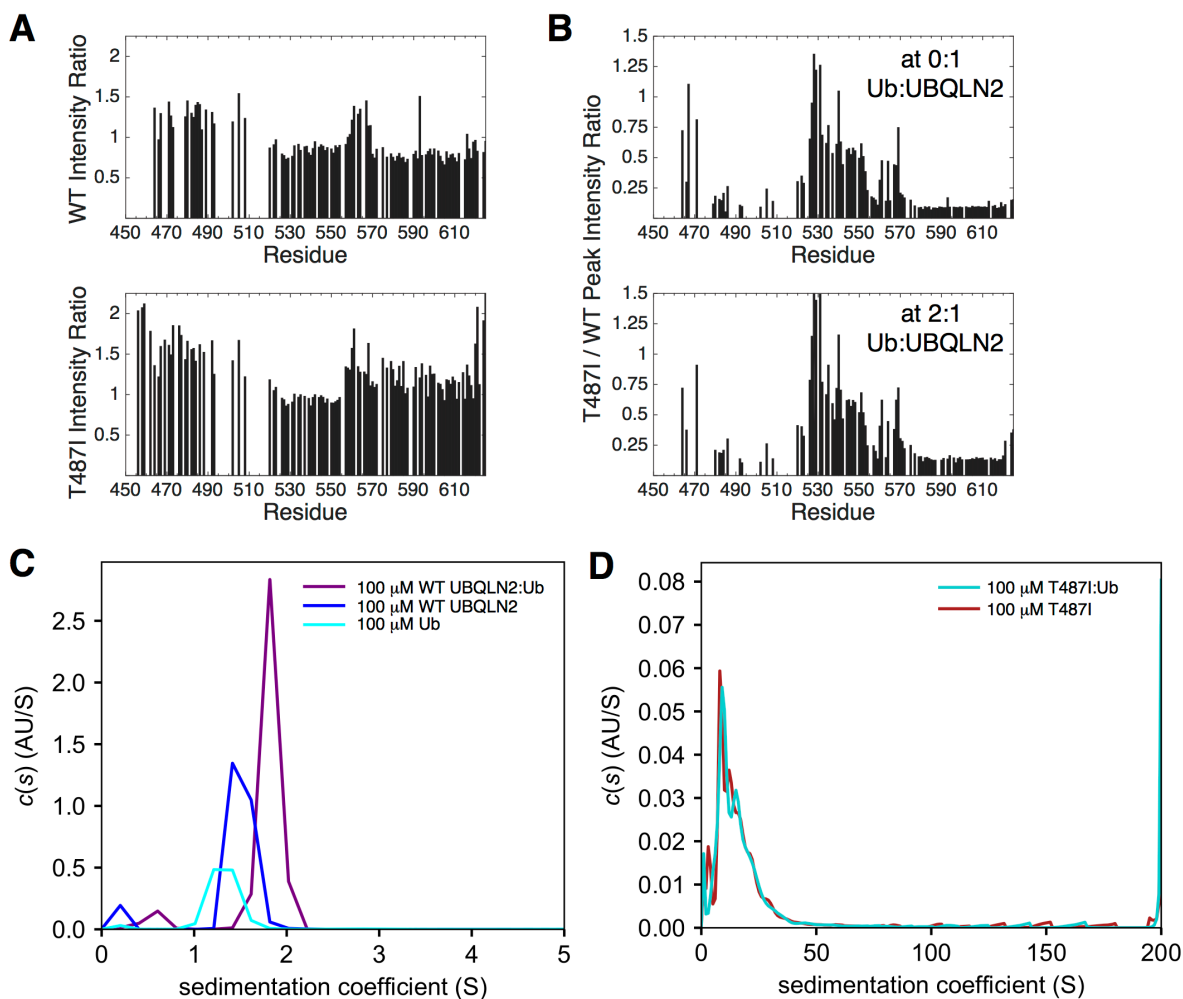 A
WT Intensity Ratio
2
1.5
1
0.5
450 470 490 510 530 550 570 590 610
Residue
T487I Intensity Ratio
2
1.5
1
0.5
450 470 490 510 530 550 570 590 610
Residue
B
T487I / WT Peak Intensity Ratio
1.5
1.25
0.75
0.5
0.25
at 0:1
Ub:UBQLN2
450 470 490 510 530 550 570 590 610
Residue
1.5
1.25
0.75
0.5
0.25
at 2:1
Ub:UBQLN2
450 470 490 510 530 550 570 590 610
Residue
C
c(s) (AU/S)
2.5
2.0
1.5
1.0
0.5
0.0
100 μM WT UBQLN2:Ub
100 μM WT UBQLN2
100 μM Ub
0 1 2 3 4 5
sedimentation coefficient (S)
D
c(s) (AU/S)
0.08
0.07
0.06
0.05
0.04
0.03
0.02
0.01
0.00
100 μM T487I:Ub
100 μM T487I
0 50 100 150 200
sedimentation coefficient (S)